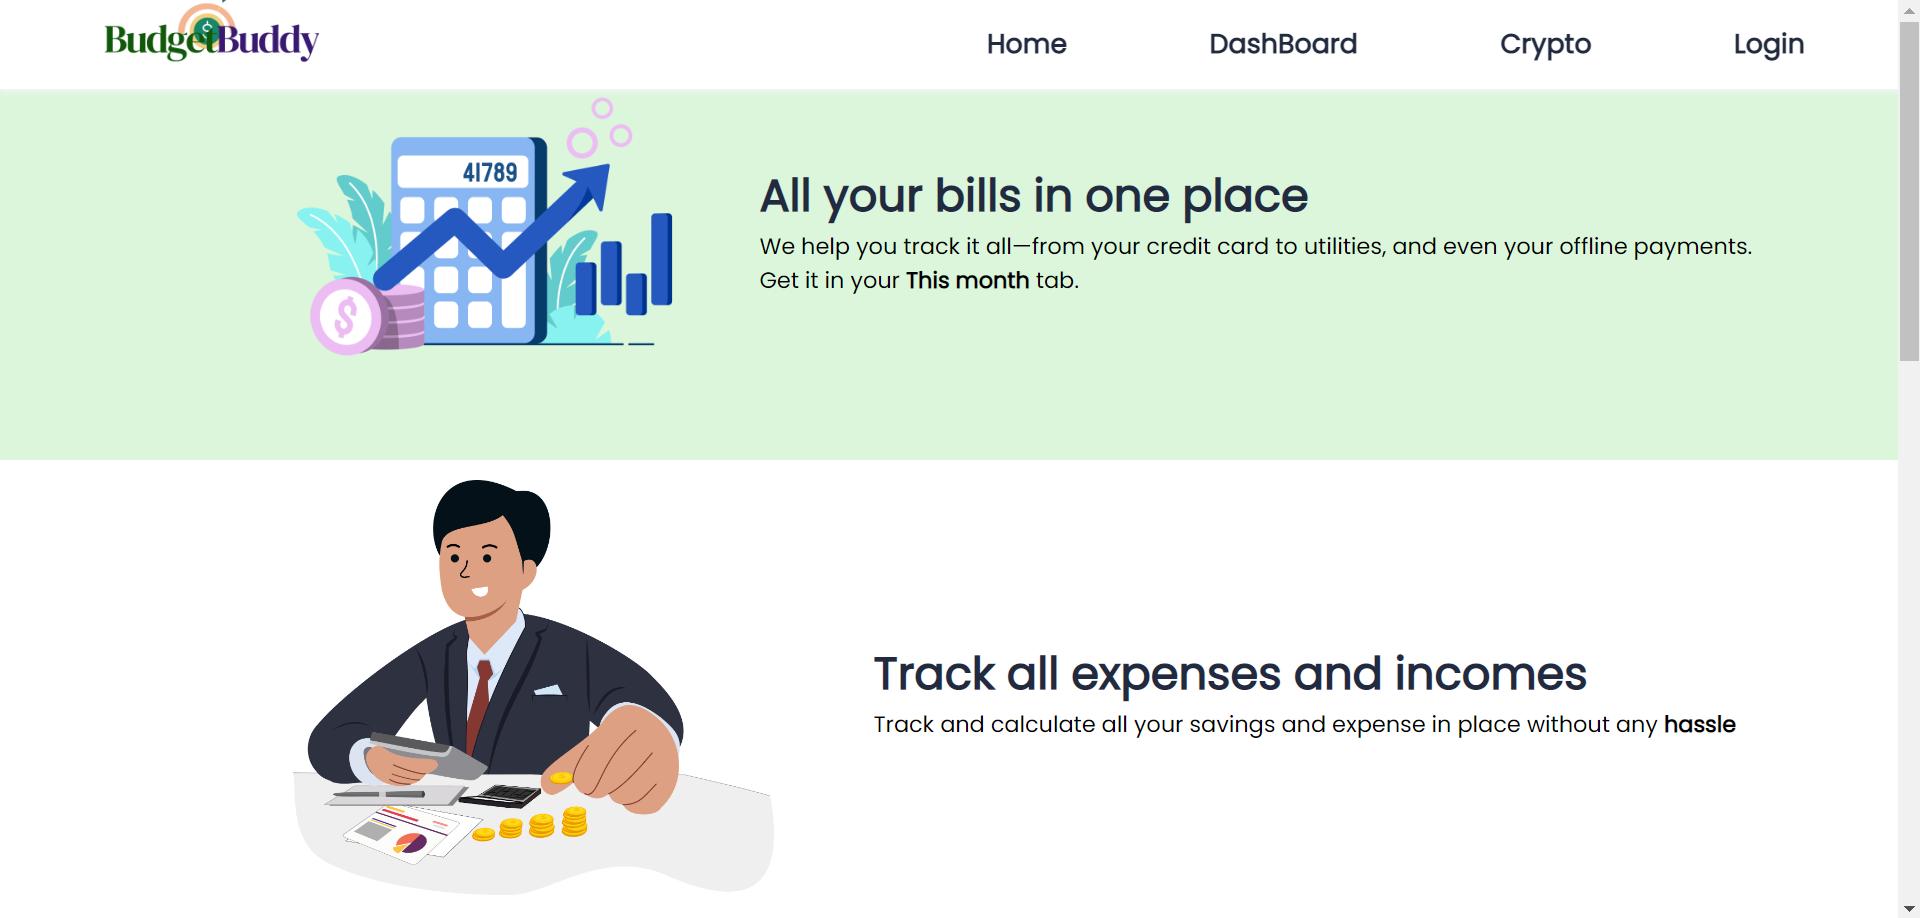 BudgetBuddy
Home
DashBoard
Crypto
Login
41789
$
All your bills in one place
We help you track it all—from your credit card to utilities, and even your offline payments.
Get it in your This month tab.
Track all expenses and incomes
Track and calculate all your savings and expense in place without any hassle